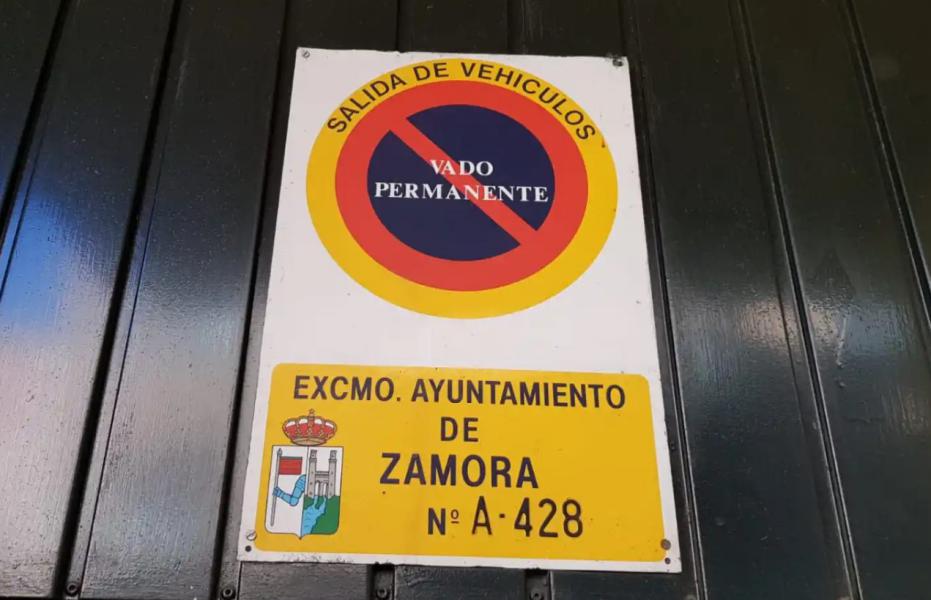 SALIDA DE VEHICULOS
VADO
PERMANENTE
EXCMO. AYUNTAMIENTO
DE
ZAMORA
Nº A-428